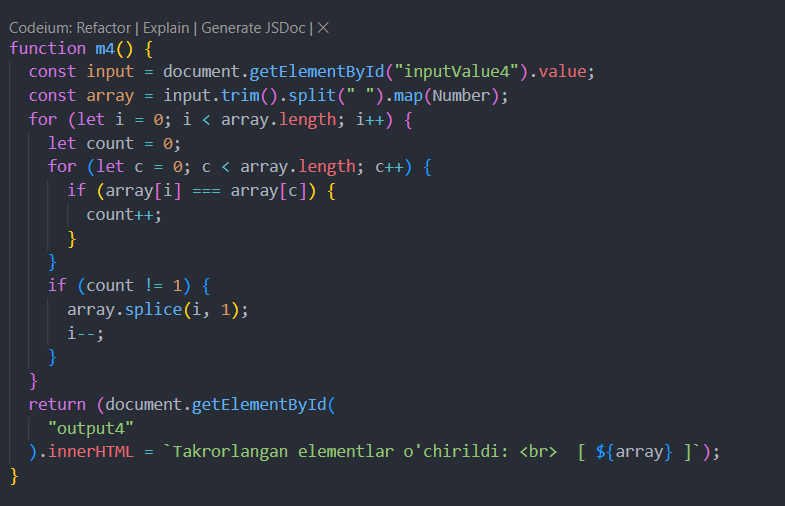 Codeium: Refactor | Explain | Generate JSDoc | ×
function m4() {
  const input = document.getElementById("inputValue4").value;
  const array = input.trim().split(" ").map(Number);
  for (let i = 0; i < array.length; i++) {
    let count = 0;
    for (let c = 0; c < array.length; c++) {
      if (array[i] === array[c]) {
        count++;
      }
    }
    if (count != 1) {
      array.splice(i, 1);
      i--;
    }
  }
  return (document.getElementById(
    "output4"
  ).innerHTML = `Takrorlangan elementlar o'chirildi: <br>  [ ${array} ]`);
}